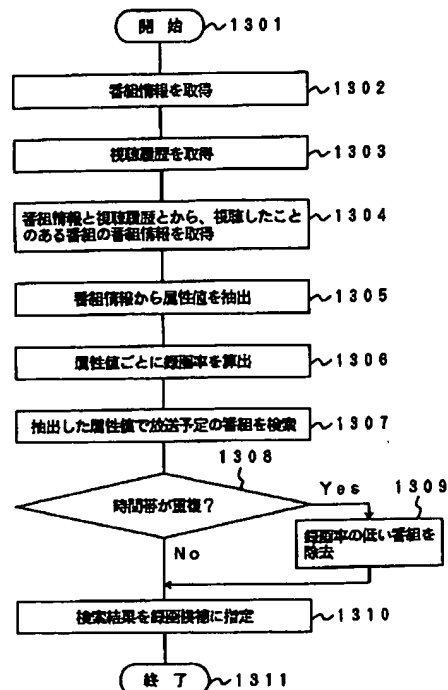 開始 1301
番組情報を取得 1302
視聴履歴を取得 1303
番組情報と視聴履歴とから、視聴したこと
のある番組の番組情報を取得 1304
番組情報から属性値を抽出 1305
属性値ごとに録画率を算出 1306
抽出した属性値で放送予定の番組を検索 1307
1308
時間帯が重複?
Yes
1309
録画率の低い番組を
除去
No
検索結果を録画候補に指定 1310
終了 1311